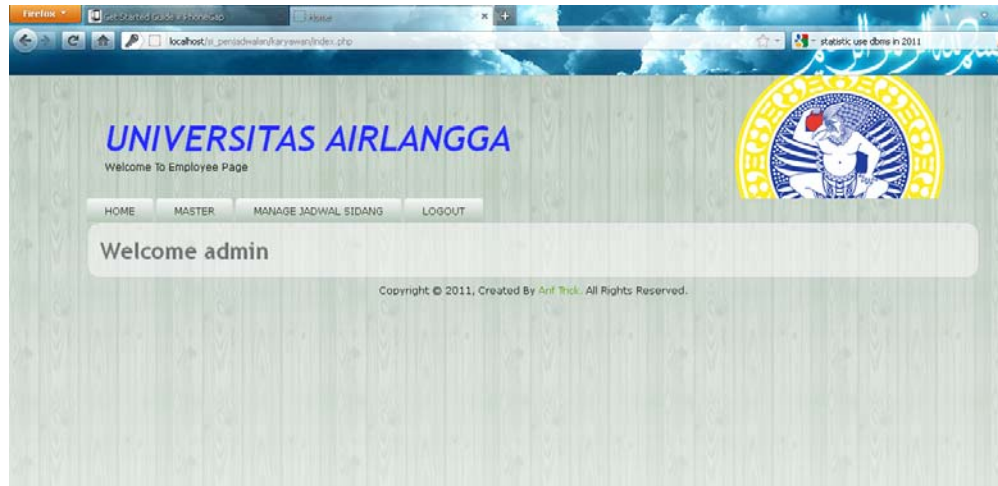 Firefox
Get Started Guide « PhoneGap
Home
localhost/si_penjadwalan/karyawan/index.php
statistic use dbms in 2011
UNIVERSITAS AIRLANGGA
Welcome To Employee Page
HOME MASTER MANAGE JADWAL SIDANG LOGOUT
Welcome admin
Copyright © 2011, Created By Arif Trick. All Rights Reserved.